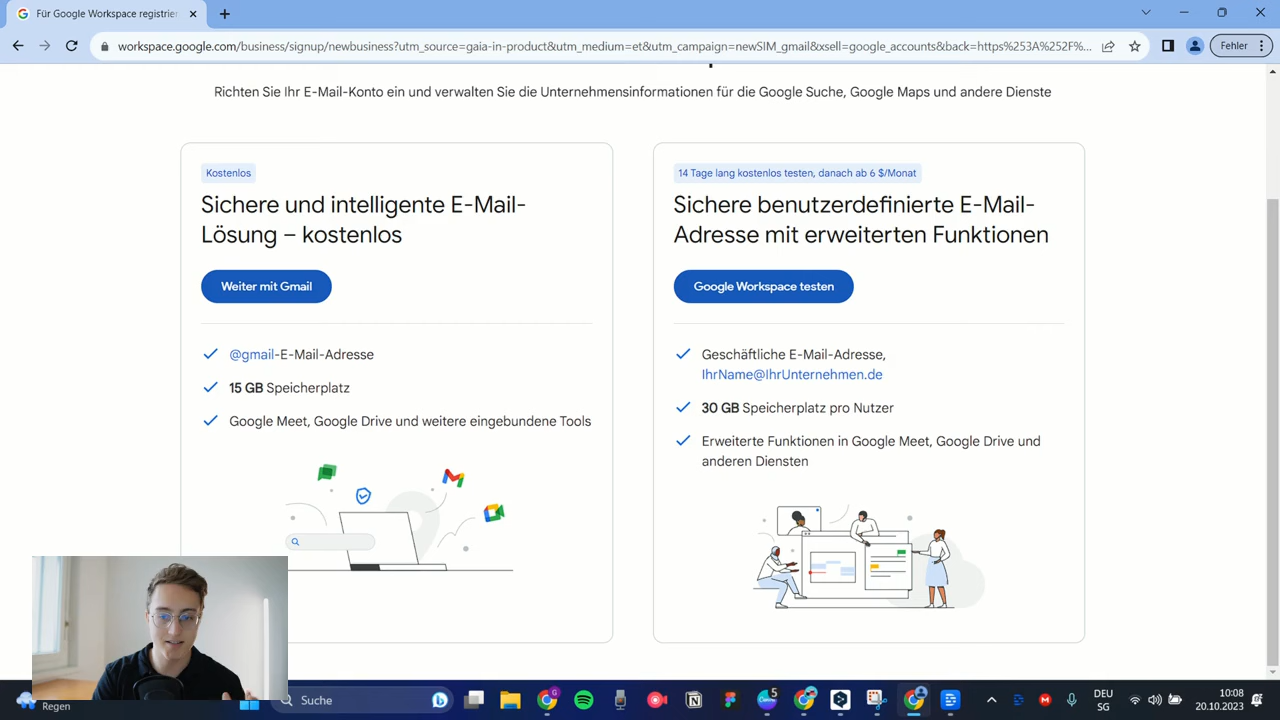 Für Google Workspace registrier
workspace.google.com/business/signup/newbusiness?utm_source=gaia-in-product&utm_medium=et&utm_campaign=newSIM_gmail&xsell=google_accounts&back=https%253A%252F%...
Fehler
Richten Sie Ihr E-Mail-Konto ein und verwalten Sie die Unternehmensinformationen für die Google Suche, Google Maps und andere Dienste
Kostenlos
Sichere und intelligente E-Mail-
Lösung – kostenlos
Weiter mit Gmail
@gmail-E-Mail-Adresse
15 GB Speicherplatz
Google Meet, Google Drive und weitere eingebundene Tools
14 Tage lang kostenlos testen, danach ab 6 $/Monat
Sichere benutzerdefinierte E-Mail-
Adresse mit erweiterten Funktionen
Google Workspace testen
Geschäftliche E-Mail-Adresse,
IhrName@IhrUnternehmen.de
30 GB Speicherplatz pro Nutzer
Erweiterte Funktionen in Google Meet, Google Drive und
anderen Diensten
Regen
Suche
5
DEU
SG
10:08
20.10.2023